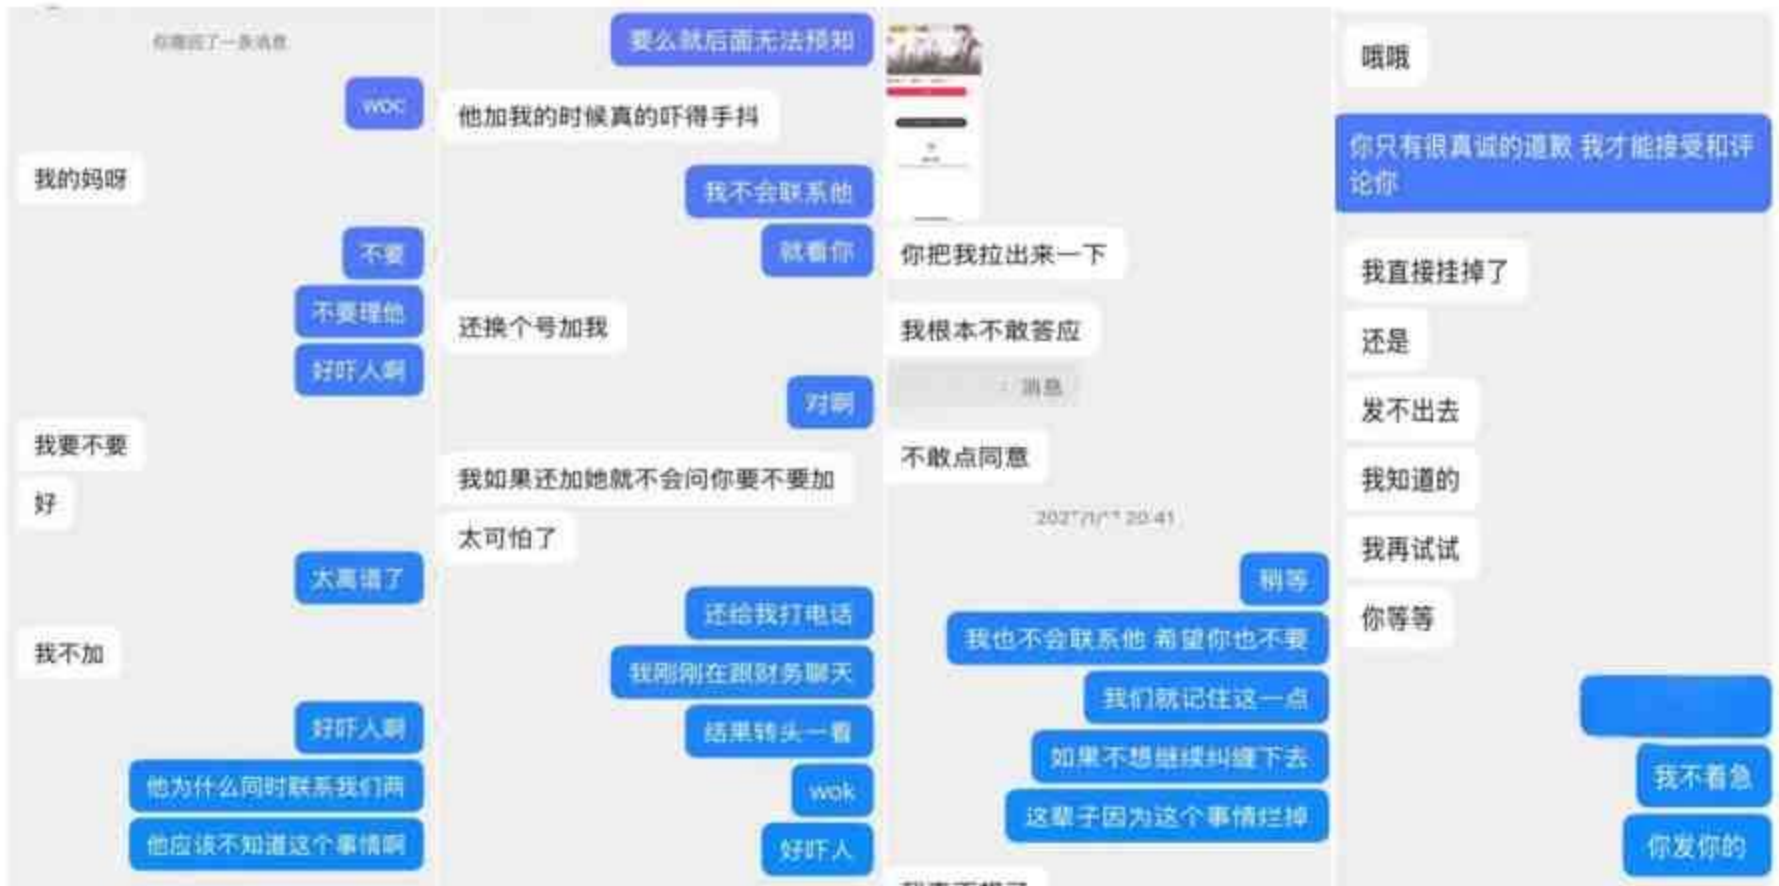 你撤回了一条消息
woc
我的妈呀
不要
不要理他
好吓人啊
我要不要
好
太离谱了
我不加
好吓人啊
他为什么同时联系我们两
他应该不知道这个事情啊
要么就后面无法预知
他加我的时候真的吓得手抖
我不会联系他
就看你
还换个号加我
对啊
我如果还加她就不会问你要不要加
太可怕了
还给我打电话
我刚刚在跟财务聊天
结果转头一看
wok
好吓人
你把我拉出来一下
我根本不敢答应
消息
不敢点同意
20:41
稍等
我也不会联系他 希望你也不要
我们就记住这一点
如果不想继续纠缠下去
这辈子因为这个事情烂掉
哦哦
你只有很真诚的道歉 我才能接受和评
论你
我直接挂掉了
还是
发不出去
我知道的
我再试试
你等等
我不着急
你发你的